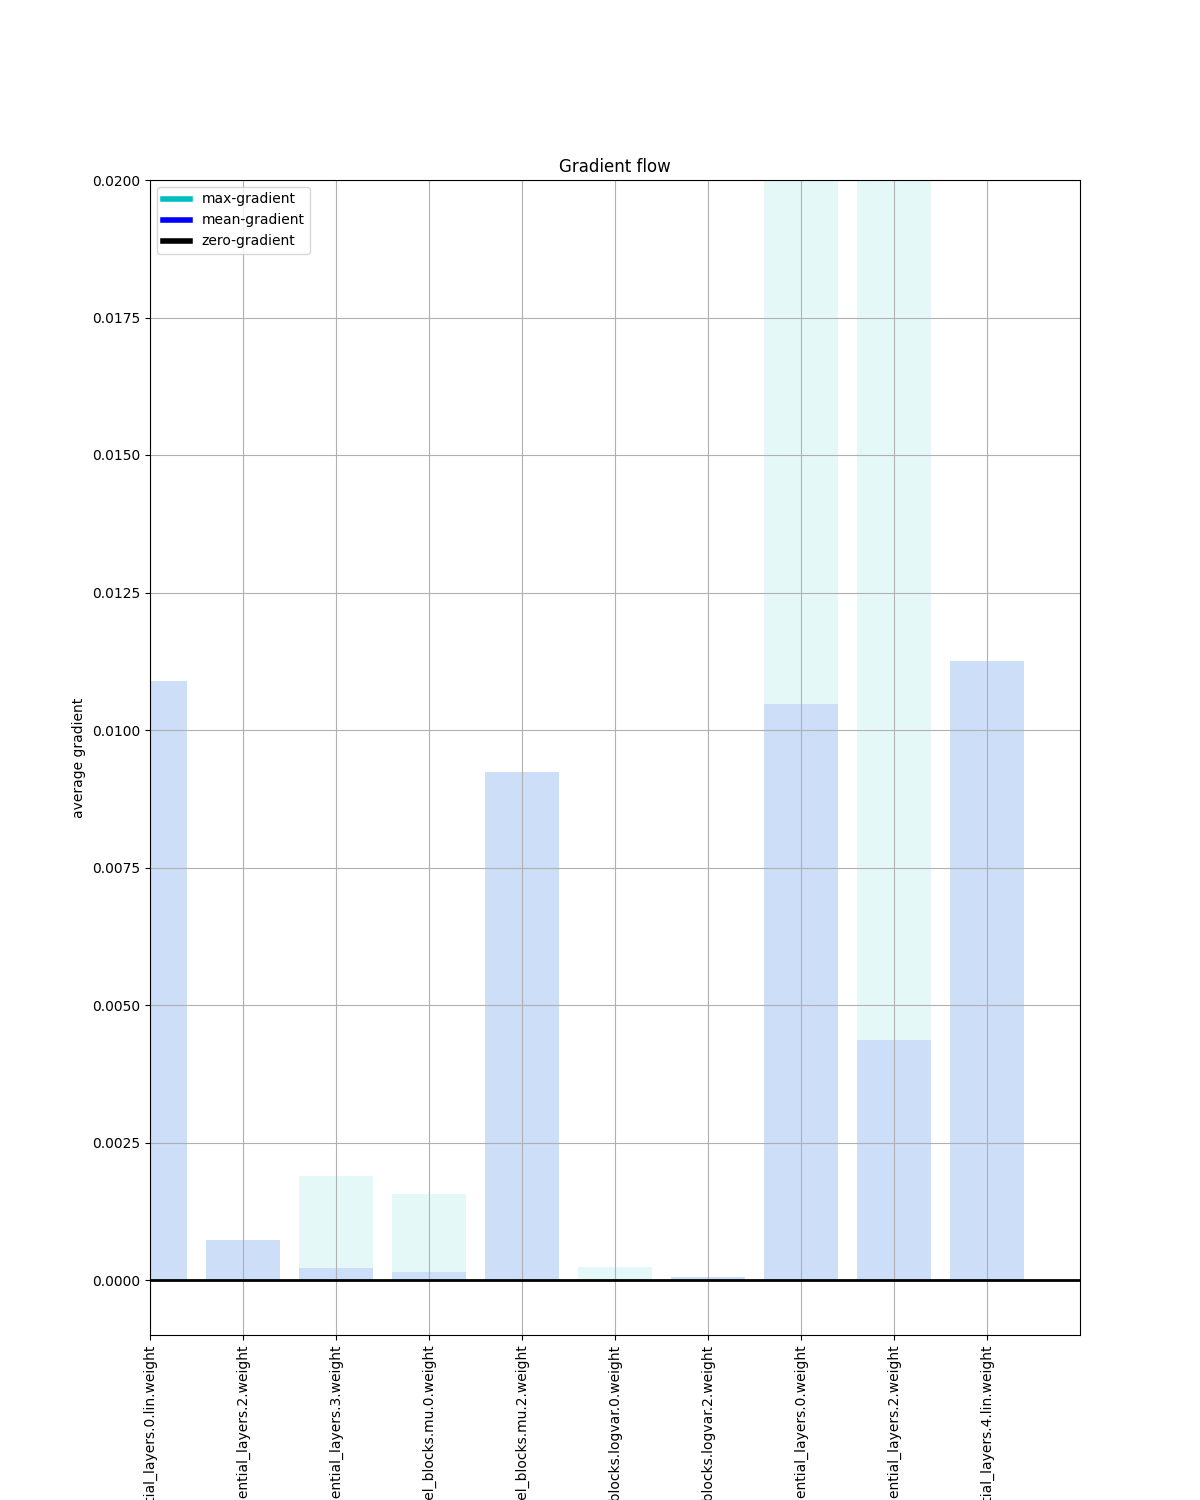 Gradient flow
max-gradient
mean-gradient
zero-gradient
0.0200
0.0175
0.0150
0.0125
0.0100
0.0075
0.0050
0.0025
0.0000
average gradient
tial_layers.0.lin.weight
ential_layers.2.weight
ential_layers.3.weight
el_blocks.mu.0.weight
el_blocks.mu.2.weight
blocks.logvar.0.weight
blocks.logvar.2.weight
ential_layers.0.weight
ential_layers.2.weight
tial_layers.4.lin.weight